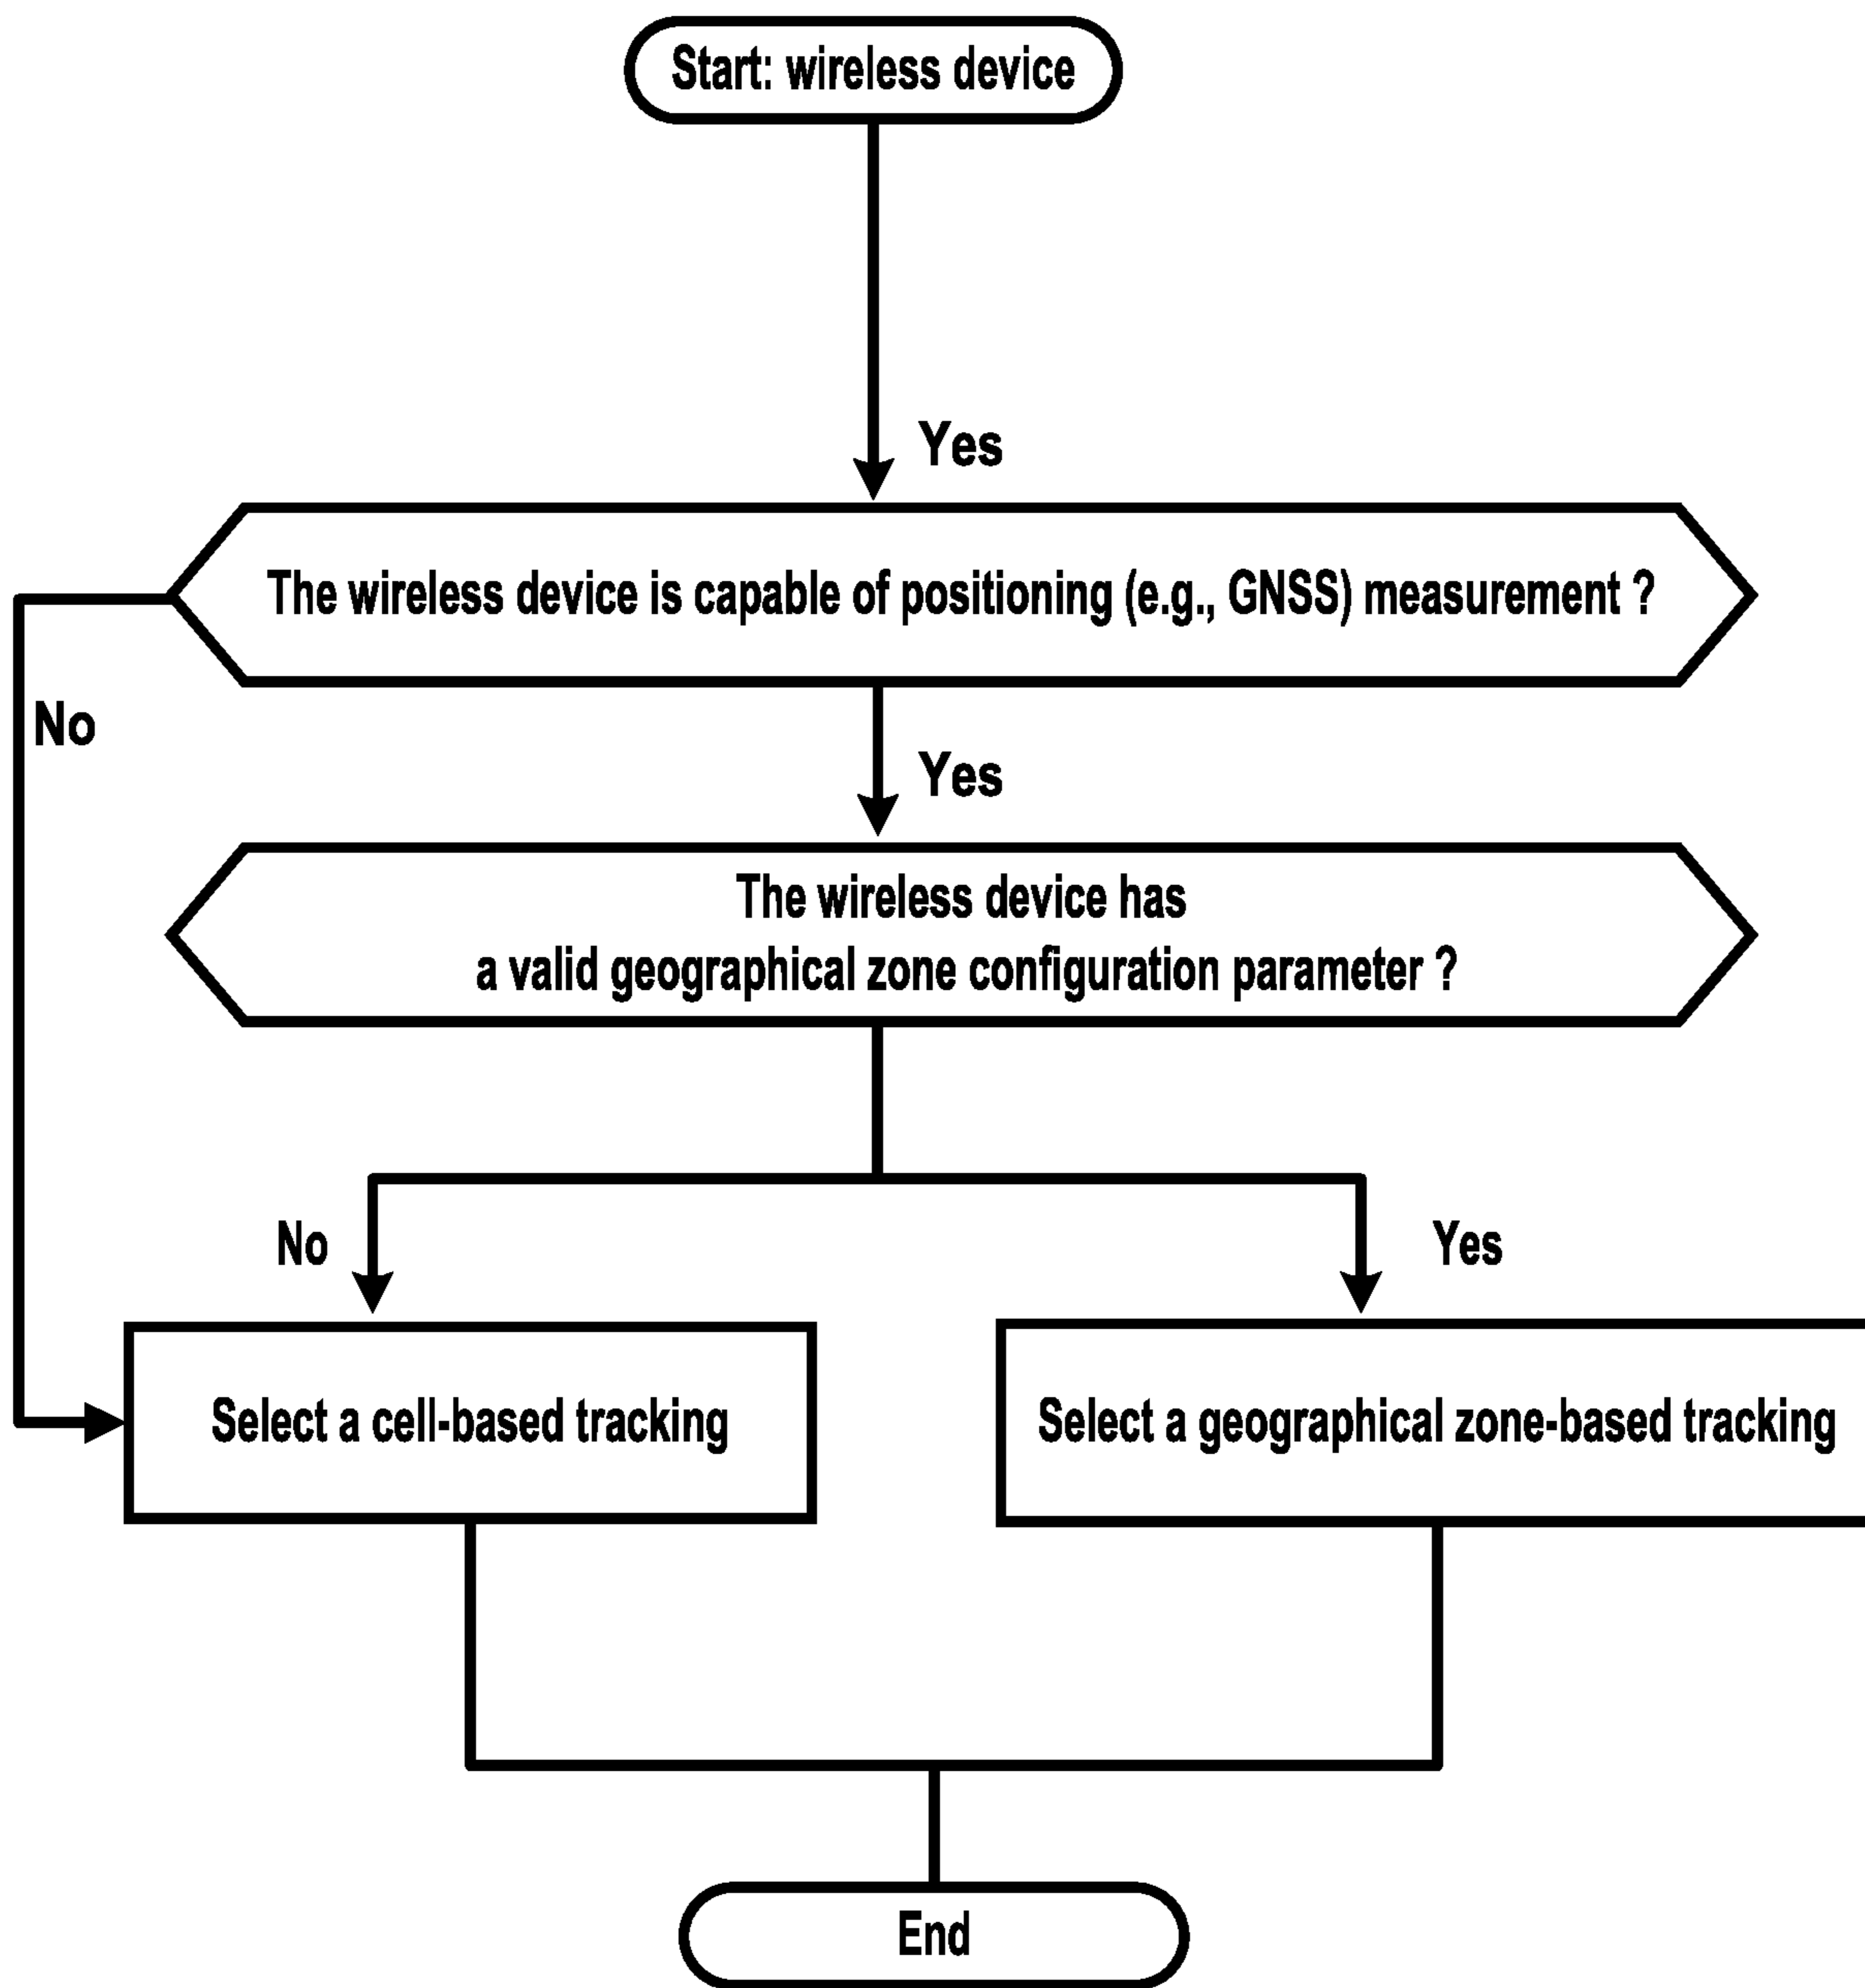 Start: wireless device
Yes
The wireless device is capable of positioning (e.g., GNSS) measurement ?
No
Yes
The wireless device has
a valid geographical zone configuration parameter ?
No
Yes
Select a cell-based tracking
Select a geographical zone-based tracking
End